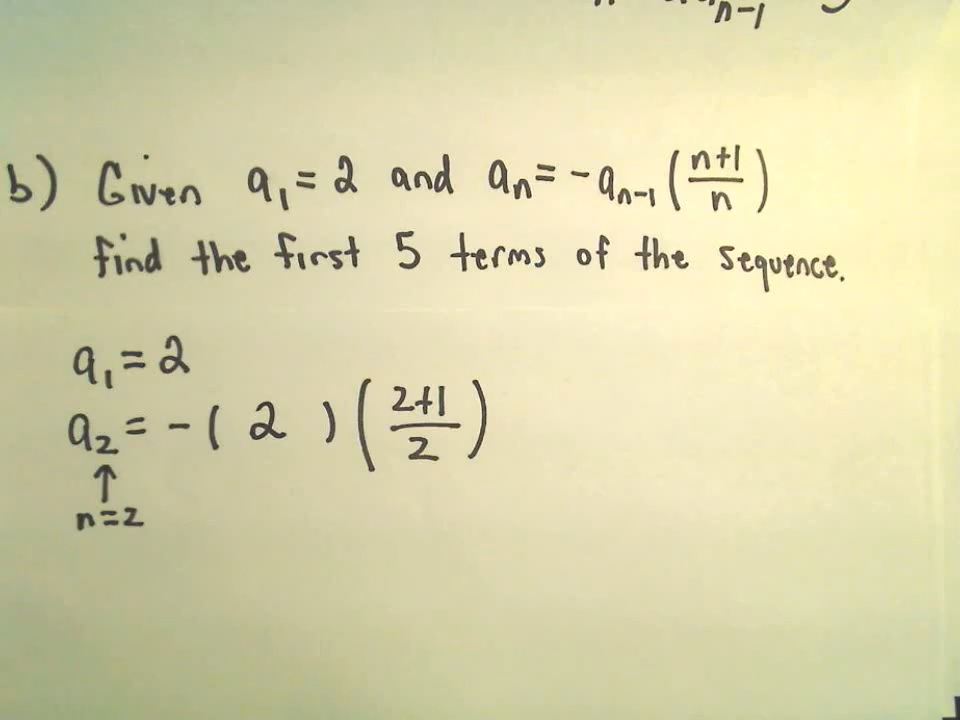 n-1
b) Given a₁ = 2 and aₙ = -aₙ₋₁ ((n+1)/n)
find the first 5 terms of the sequence.
a₁ = 2
a₂ = -( 2 ) ((2+1)/2)
↑
n=2